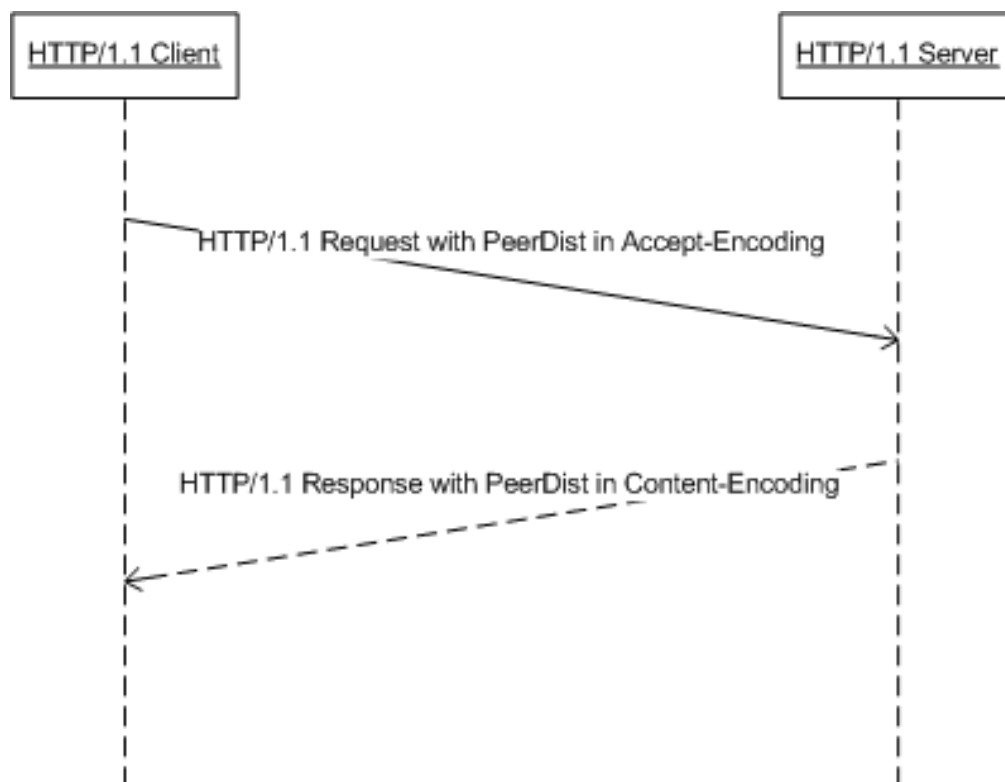 HTTP/1.1 Client
HTTP/1.1 Server
HTTP/1.1 Request with PeerDist in Accept-Encoding
HTTP/1.1 Response with PeerDist in Content-Encoding